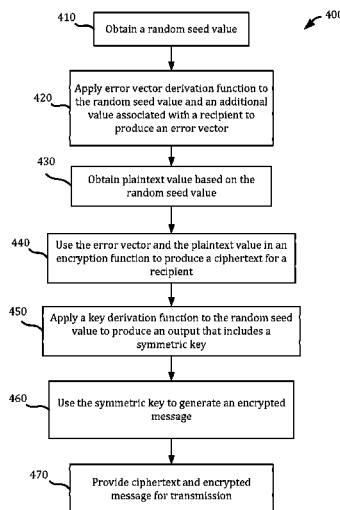 400
410
Obtain a random seed value
420
Apply error vector derivation function to
the random seed value and an additional
value associated with a recipient to
produce an error vector
430
Obtain plaintext value based on the
random seed value
440
Use the error vector and the plaintext value in an
encryption function to produce a ciphertext for a
recipient
450
Apply a key derivation function to the random seed
value to produce an output that includes a
symmetric key
460
Use the symmetric key to generate an encrypted
message
470
Provide ciphertext and encrypted
message for transmission